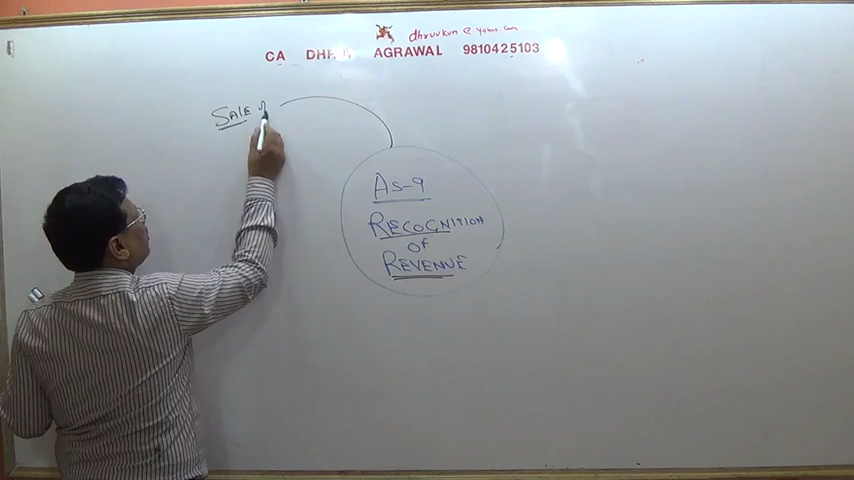 dhruvkum @ yahoo.com
CA DHRUV AGRAWAL 9810425103
SALE
AS-9
RECOGNITION
OF
REVENUE